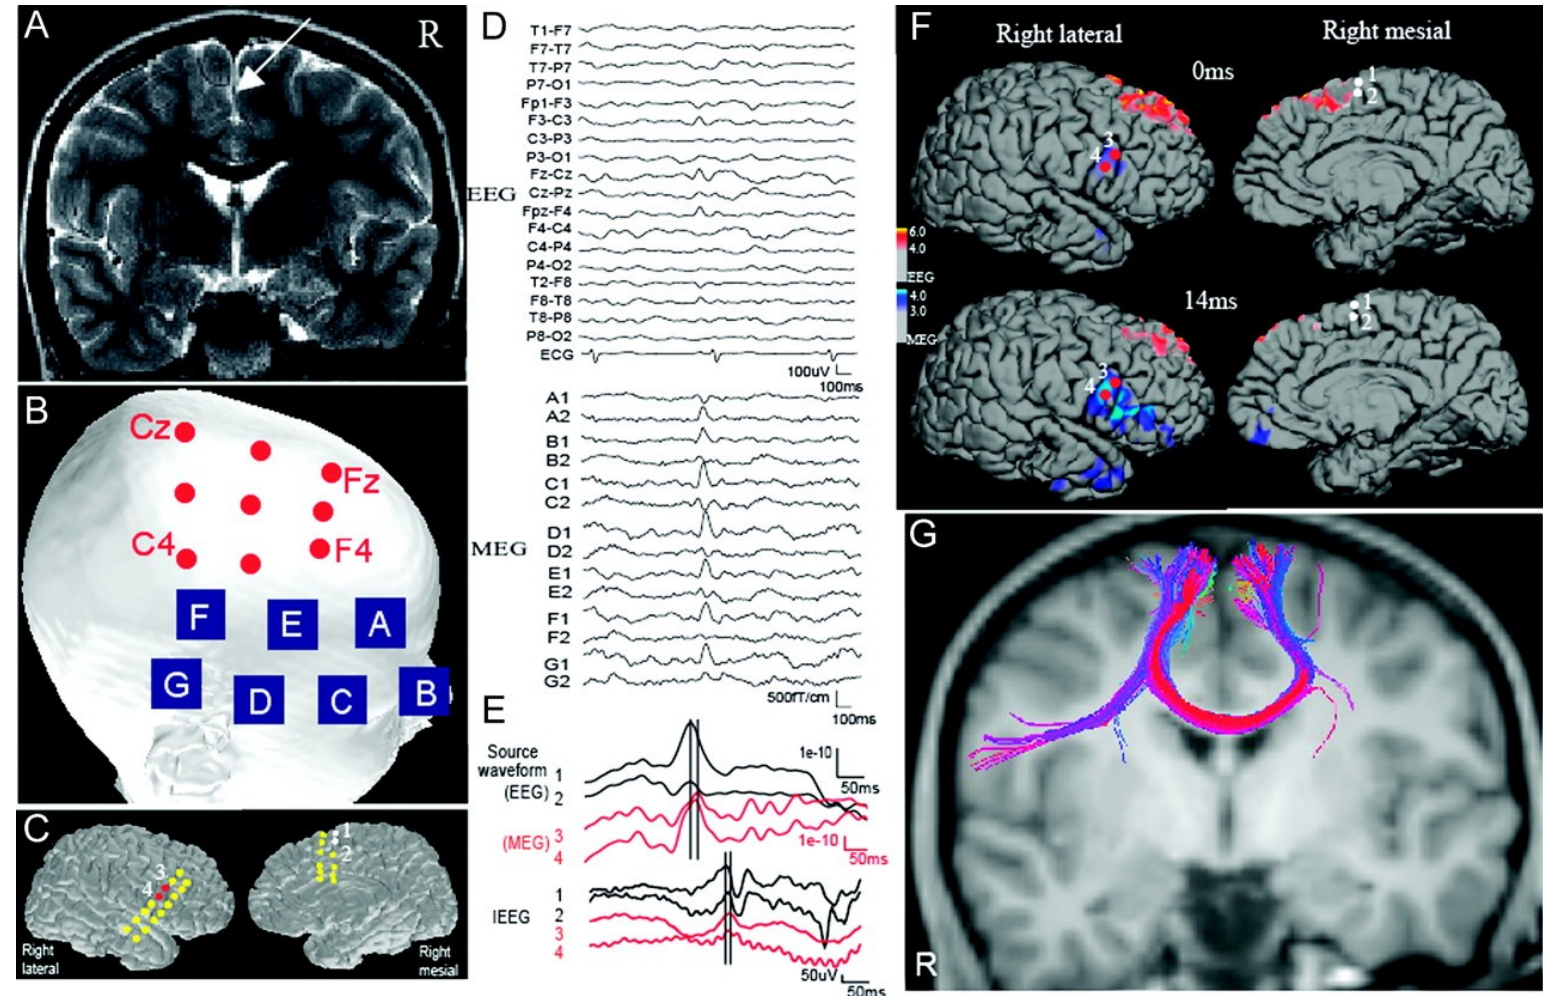 A
R
B
Cz
Fz
C4
F4
F
E
A
G
D
C
B
C
3
4
1
2
Right
lateral
Right
mesial
D
EEG
T1-F7
F7-T7
T7-P7
P7-O1
Fp1-F3
F3-C3
C3-P3
P3-O1
Fz-Cz
Cz-Pz
Fpz-F4
F4-C4
C4-P4
P4-O2
T2-F8
F8-T8
T8-P8
P8-O2
ECG
100uV
100ms
MEG
A1
A2
B1
B2
C1
C2
D1
D2
E1
E2
F1
F2
G1
G2
500fT/cm
100ms
E
Source
waveform
(EEG)
1
2
1e-10
50ms
(MEG)
3
4
1e-10
50ms
IEEG
1
2
3
4
50uV
50ms
F
Right lateral
Right mesial
0ms
3
4
1
2
6.0
4.0
EEG
4.0
3.0
MEG
14ms
3
4
1
2
G
R